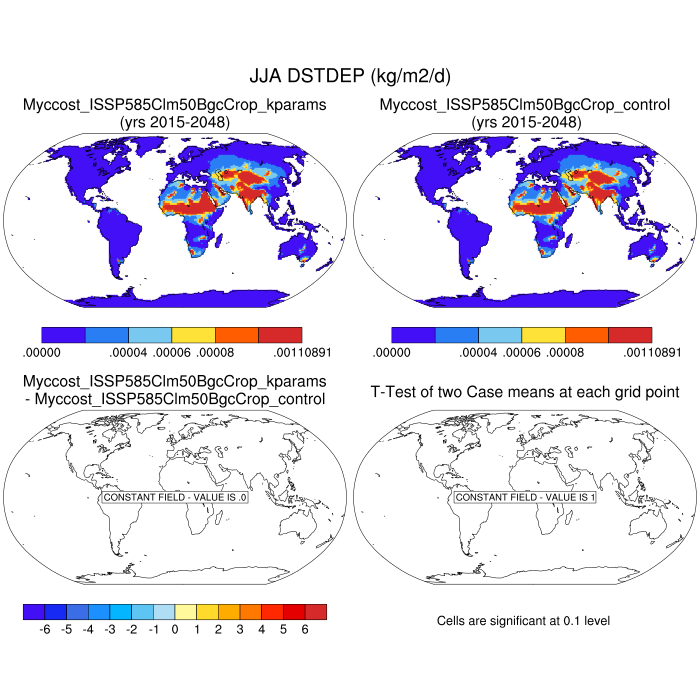 JJA DSTDEP (kg/m2/d)
Myccost_ISSP585Clm50BgcCrop_kparams
(yrs 2015-2048)
Myccost_ISSP585Clm50BgcCrop_control
(yrs 2015-2048)
.00000 .00004 .00006 .00008 .00110891
.00000 .00004 .00006 .00008 .00110891
Myccost_ISSP585Clm50BgcCrop_kparams
- Myccost_ISSP585Clm50BgcCrop_control
T-Test of two Case means at each grid point
CONSTANT FIELD - VALUE IS .0
CONSTANT FIELD - VALUE IS 1
-6 -5 -4 -3 -2 -1 0 1 2 3 4 5 6
Cells are significant at 0.1 level